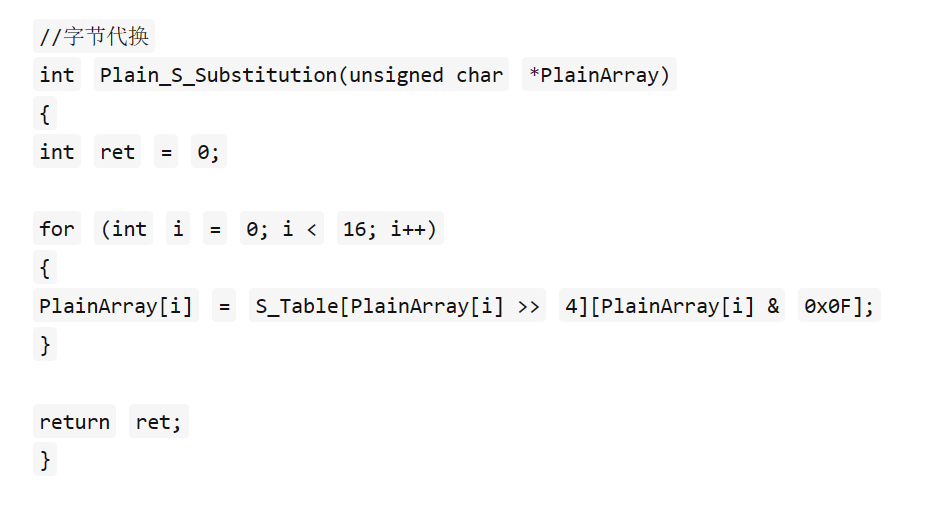 //字节代换
int Plain_S_Substitution(unsigned char *PlainArray)
{
int ret = 0;
for (int i = 0; i < 16; i++)
{
PlainArray[i] = S_Table[PlainArray[i] >> 4][PlainArray[i] & 0x0F];
}
return ret;
}